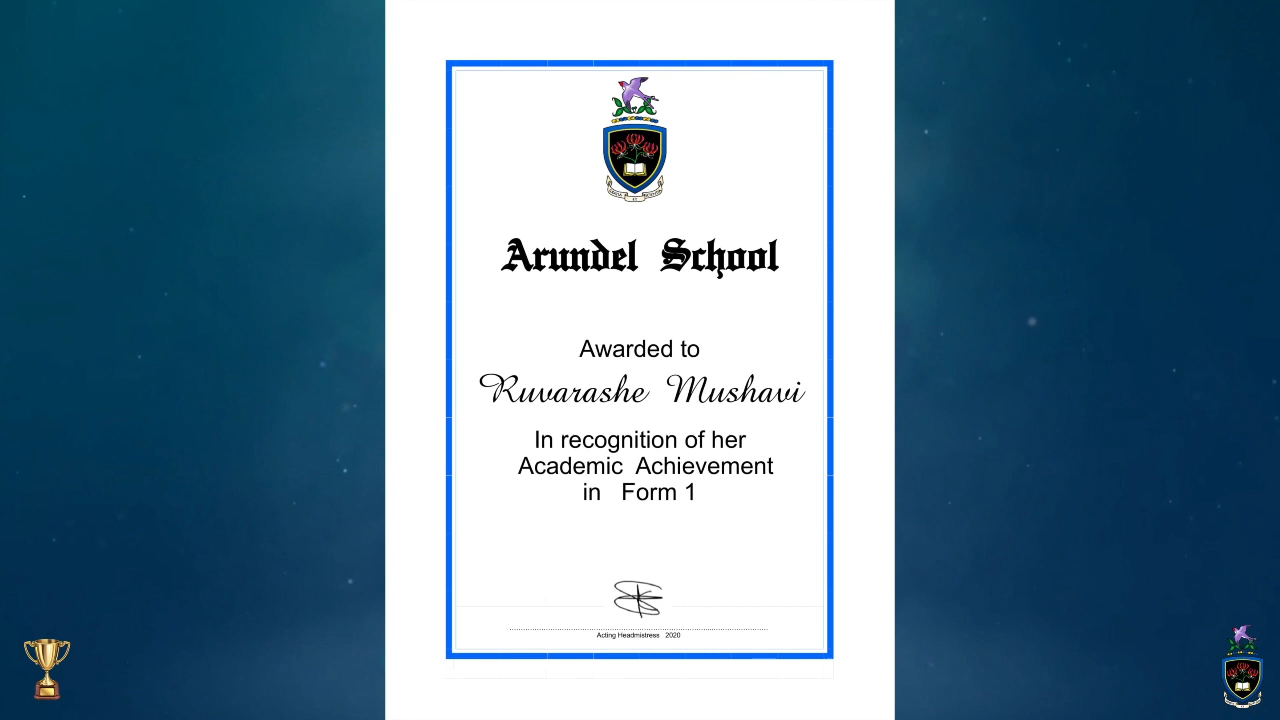 Arundel School
Awarded to
Ruvarashe Mushavi
In recognition of her
Academic Achievement
in Form 1
Acting Headmistress 2020